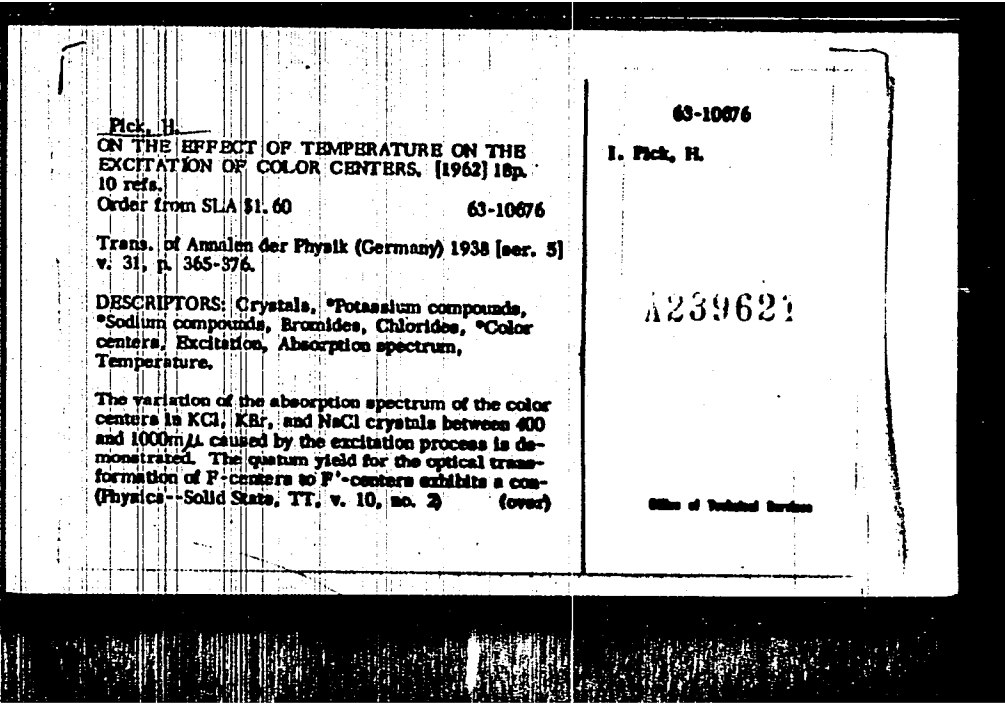 Pick, H.
ON THE EFFECT OF TEMPERATURE ON THE
EXCITATION OF COLOR CENTERS. [1962] 18p.
10 refs.
Order from SLA $1.60 63-10676
Trans. of Annalen der Physik (Germany) 1938 [ser. 5]
v. 31, p. 365-376.
DESCRIPTORS: Crystals, *Potassium compounds,
*Sodium compounds, Bromides, Chlorides, *Color
centers, Excitation, Absorption spectrum,
Temperature.
The variation of the absorption spectrum of the color
centers in KCl, KBr, and NaCl crystals between 400
and 1000mμ caused by the excitation process is de-
monstrated. The quatum yield for the optical trans-
formation of F-centers to F'-centers exhibits a con-
(Physics--Solid State, TT, v. 10, no. 2) (over)
63-10676
I. Pick, H.
A239621
Office of Technical Services